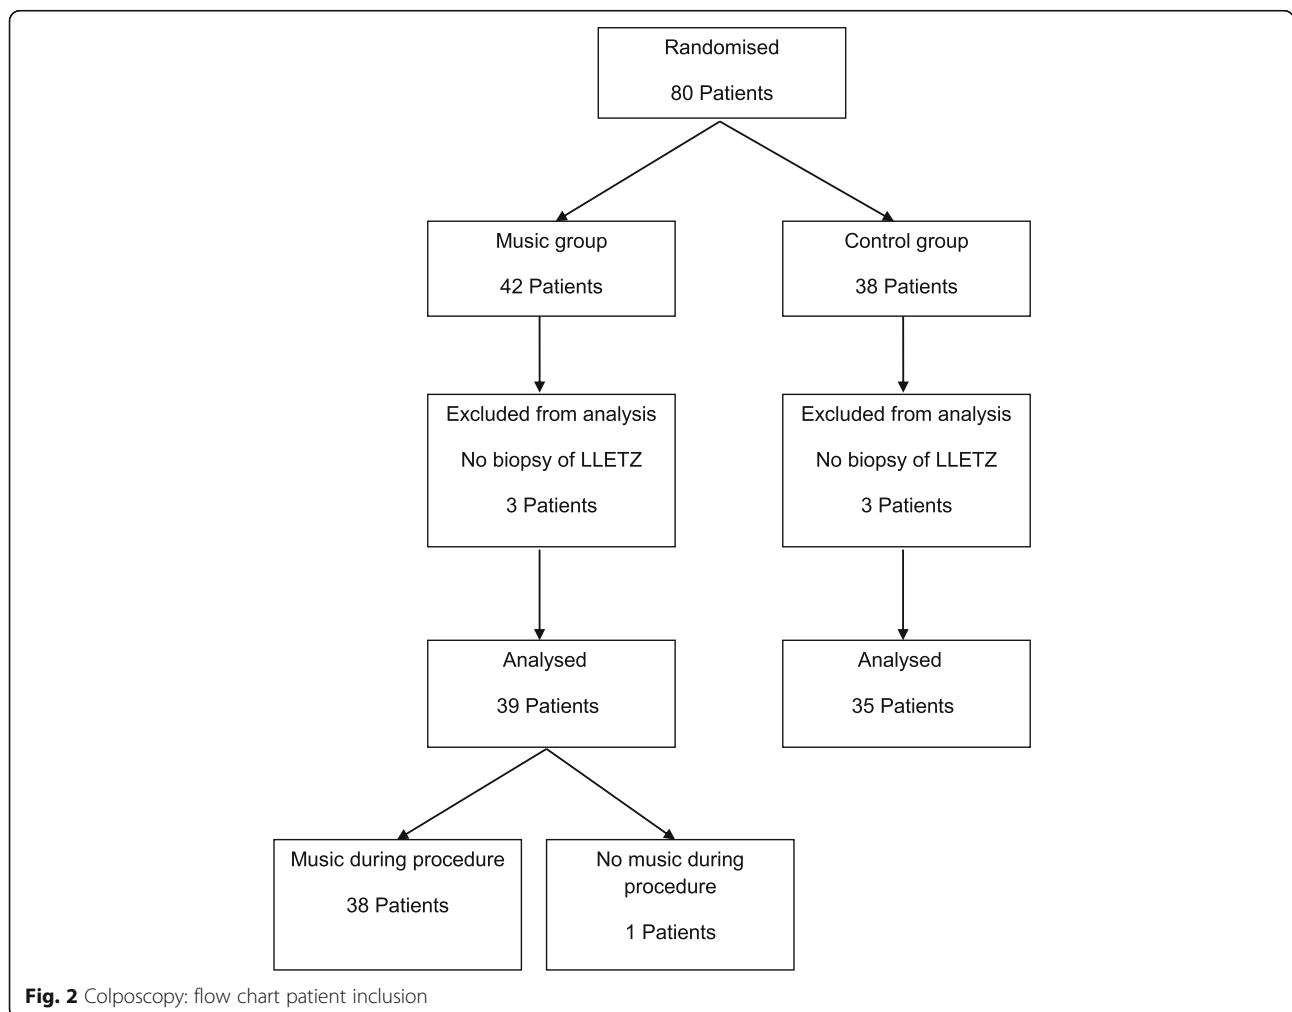 Randomised
80 Patients
Music group
42 Patients
Control group
38 Patients
Excluded from analysis
No biopsy of LLETZ
3 Patients
Excluded from analysis
No biopsy of LLETZ
3 Patients
Analysed
39 Patients
Analysed
35 Patients
Music during procedure
38 Patients
No music during
procedure
1 Patients
Fig. 2 Colposcopy: flow chart patient inclusion